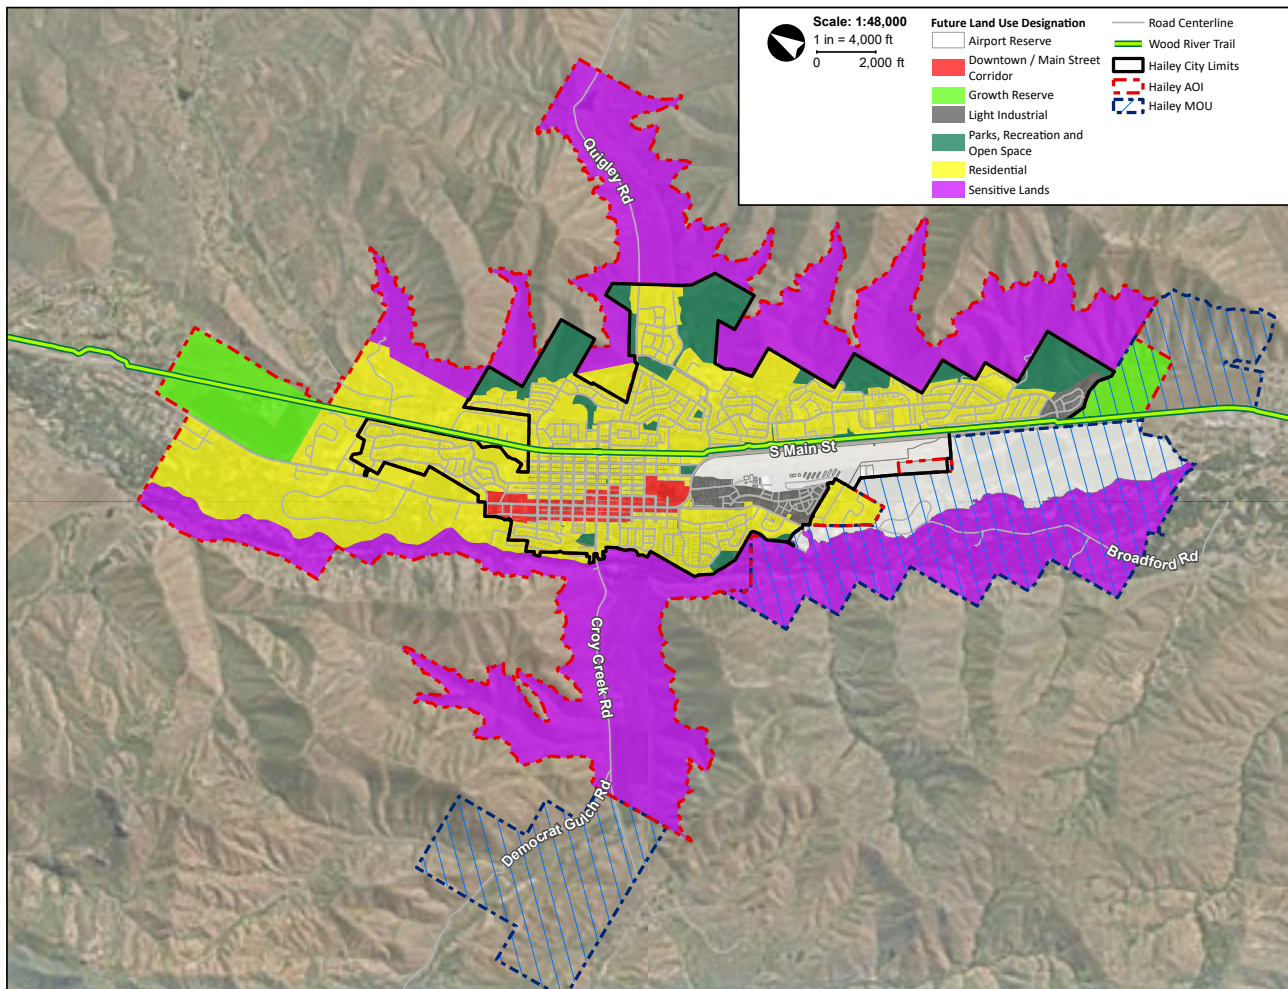 Scale: 1:48,000
1 in = 4,000 ft
0 2,000 ft
Future Land Use Designation
Airport Reserve
Downtown / Main Street
Corridor
Growth Reserve
Light Industrial
Parks, Recreation and
Open Space
Residential
Sensitive Lands
Road Centerline
Wood River Trail
Hailey City Limits
Hailey AOI
Hailey MOU
Quigley Rd
S Main St
Broadford Rd
Croy Creek Rd
Democrat Gulch Rd